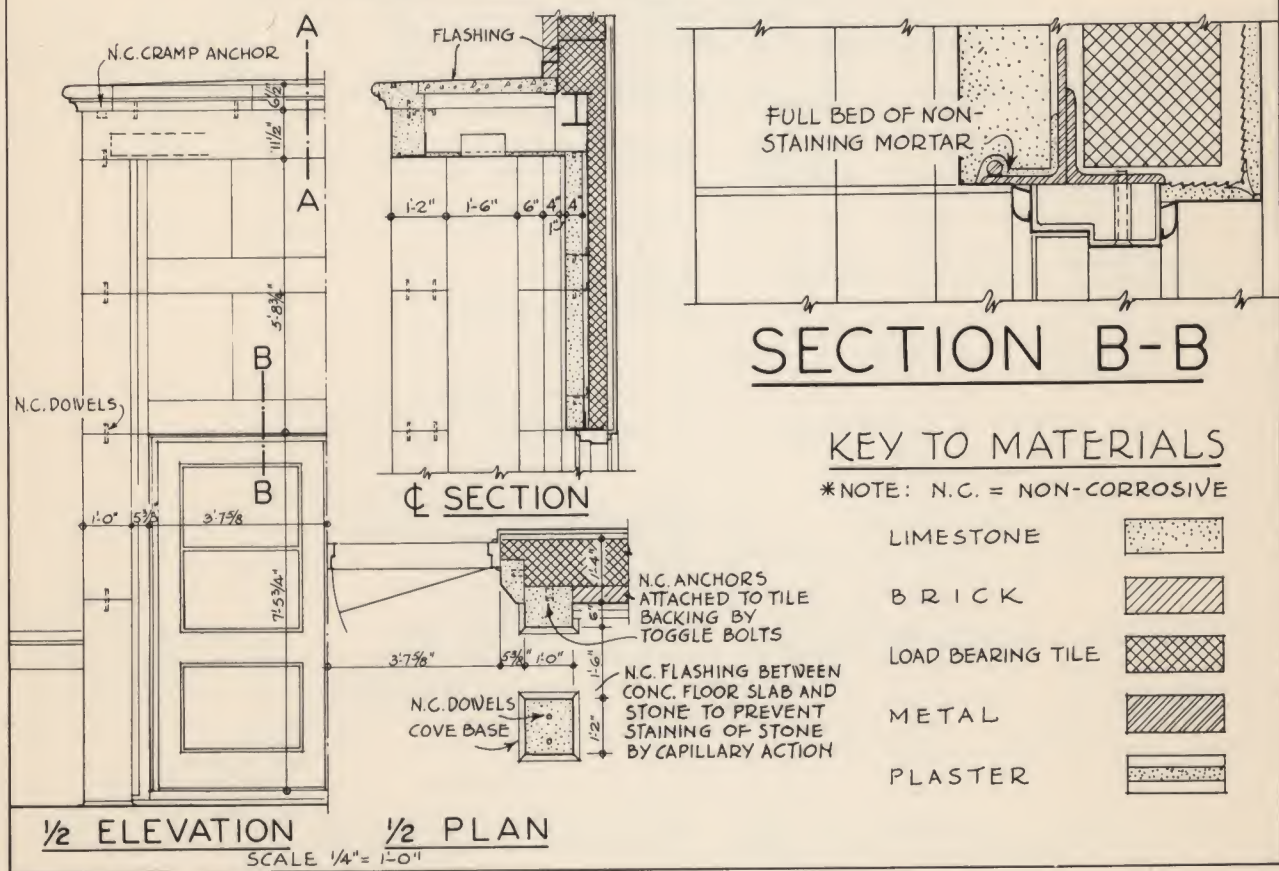 A
A
N.C. CRAMP ANCHOR
6½"
11½"
5'-8¾"
B
B
N.C. DOWELS
1'-0"
5⅜"
3'-7⅝"
7'-5¾"
½ ELEVATION
FLASHING
1'-2"
1'-6"
6"
4"
1"
4"
℄ SECTION
N.C. ANCHORS
ATTACHED TO TILE
BACKING BY
TOGGLE BOLTS
1'-4"
6"
1'-6"
1'-2"
3'-7⅝"
5⅜"
1'-0"
N.C. DOWELS
COVE BASE
N.C. FLASHING BETWEEN
CONC. FLOOR SLAB AND
STONE TO PREVENT
STAINING OF STONE
BY CAPILLARY ACTION
½ PLAN
SCALE ¼" = 1'-0"
FULL BED OF NON-
STAINING MORTAR
SECTION B-B
KEY TO MATERIALS
*NOTE: N.C. = NON-CORROSIVE
LIMESTONE
BRICK
LOAD BEARING TILE
METAL
PLASTER